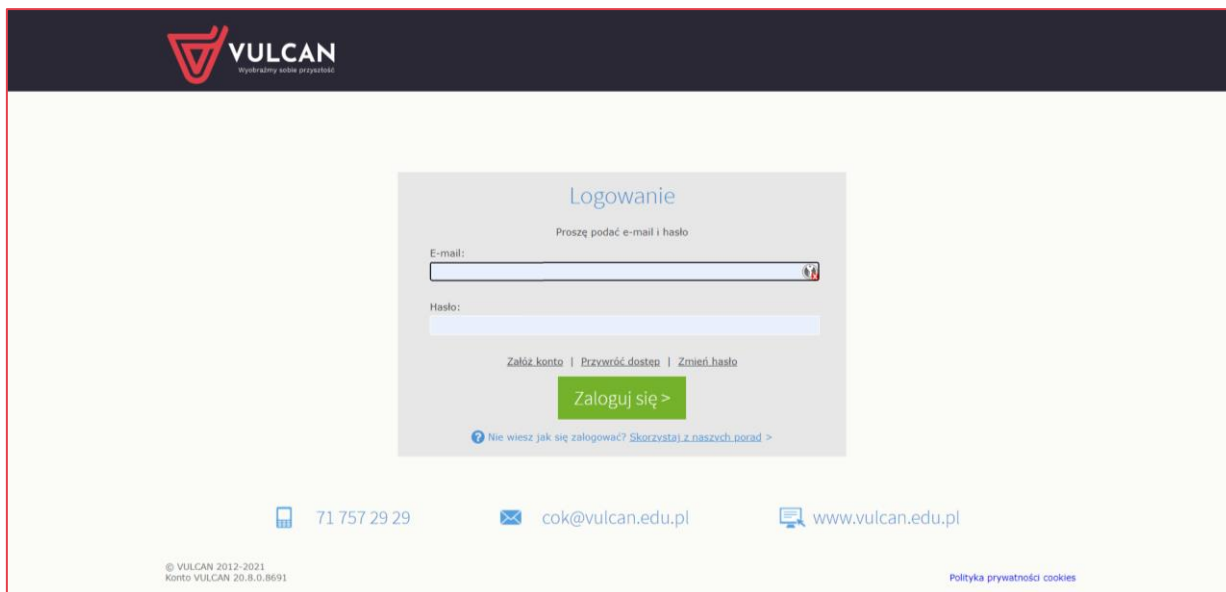 VULCAN
Wyobraźmy sobie przyszłość
Logowanie
Proszę podać e-mail i hasło
E-mail:
Hasło:
Załóż konto | Przywróć dostęp | Zmień hasło
Zaloguj się >
Nie wiesz jak się zalogować? Skorzystaj z naszych porad >
71 757 29 29 cok@vulcan.edu.pl www.vulcan.edu.pl
© VULCAN 2012-2021
Konto VULCAN 20.8.0.8691 Polityka prywatności cookies